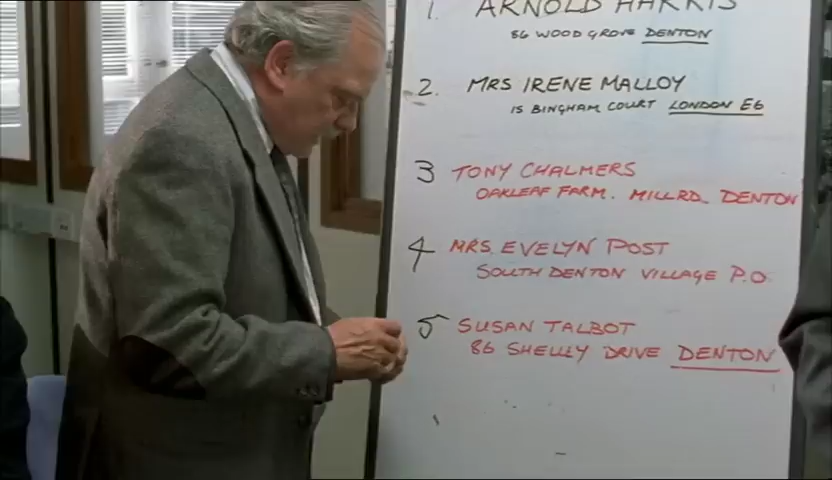 1. ARNOLD HARRIS
86 WOOD GROVE DENTON
2. MRS IRENE MALLOY
15 BINGHAM COURT LONDON E6
3 TONY CHALMERS
OAKLEAF FARM. MILL RD. DENTON
4 MRS. EVELYN POST
SOUTH DENTON VILLAGE P.O.
5 SUSAN TALBOT
86 SHELLY DRIVE DENTON